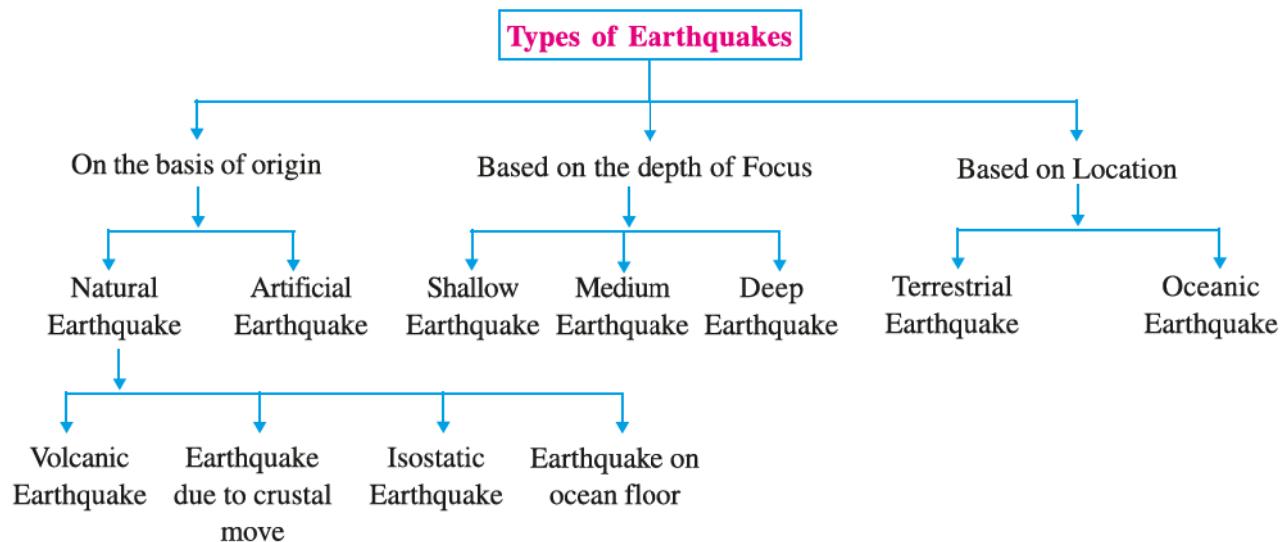 Types of Earthquakes
On the basis of origin
Based on the depth of Focus
Based on Location
Natural
Earthquake
Artificial
Earthquake
Shallow
Earthquake
Medium
Earthquake
Deep
Earthquake
Terrestrial
Earthquake
Oceanic
Earthquake
Volcanic
Earthquake
Earthquake
due to crustal
move
Isostatic
Earthquake
Earthquake on
ocean floor